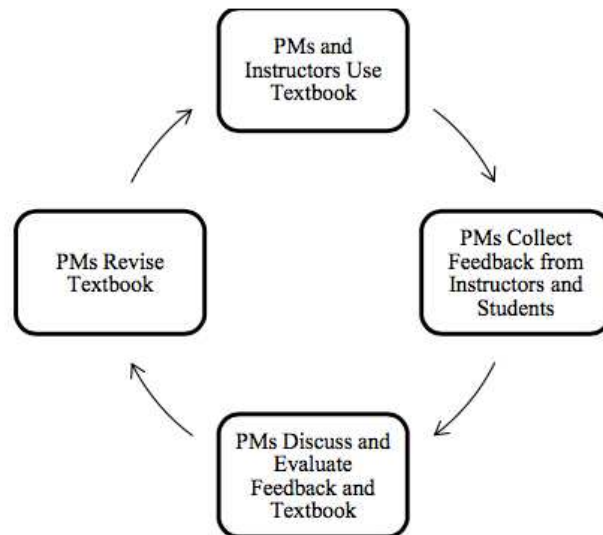 PMs and
Instructors Use
Textbook
PMs Collect
Feedback from
Instructors and
Students
PMs Discuss and
Evaluate
Feedback and
Textbook
PMs Revise
Textbook